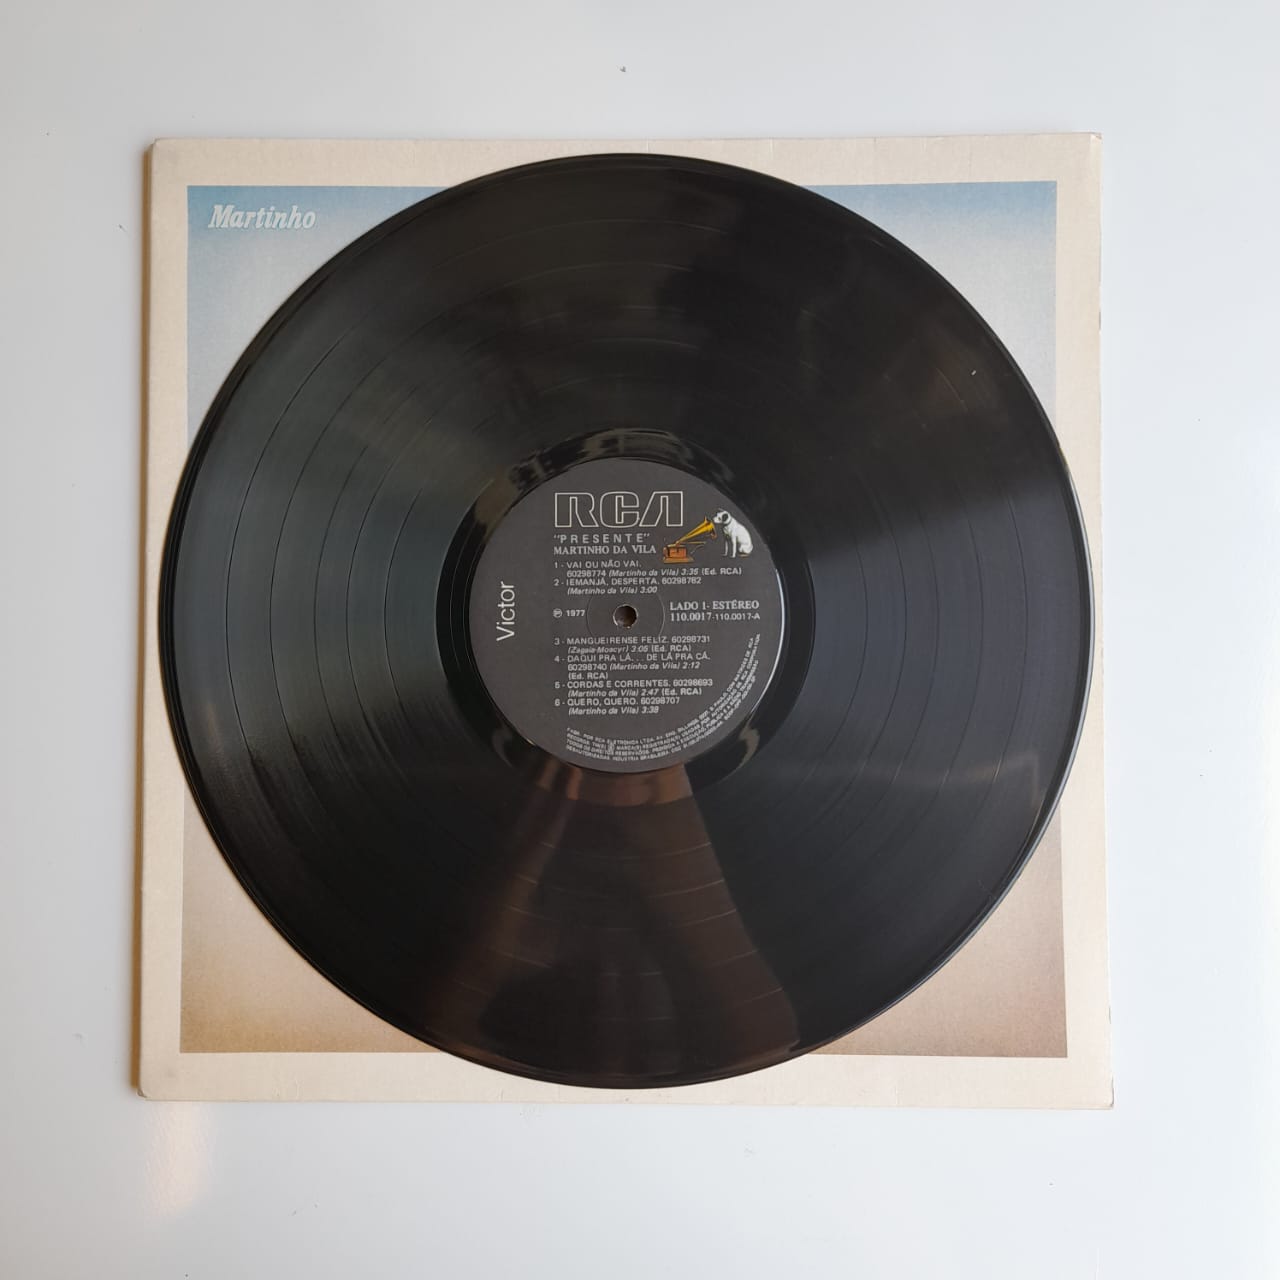 Martinho
RCA
"PRESENTE"
MARTINHO DA VILA
1 - VAI OU NÃO VAI.
60298774 (Martinho da Vila) 3:35 (Ed. RCA)
2 - IEMANJÁ, DESPERTA. 60298782
(Martinho da Vila) 3:00
Victor
℗ 1977
LADO 1 - ESTÉREO
110.0017-110.0017-A
3 - MANGUEIRENSE FELIZ. 60298731
(Zagaia-Moacyr) 3:05 (Ed. RCA)
4 - DAQUI PRA LÁ... DE LÁ PRA CÁ.
60298740 (Martinho da Vila) 2:12
(Ed. RCA)
5 - CORDAS E CORRENTES. 60298693
(Martinho da Vila) 2:47 (Ed. RCA)
6 - QUERO, QUERO. 60298707
(Martinho da Vila) 3:39